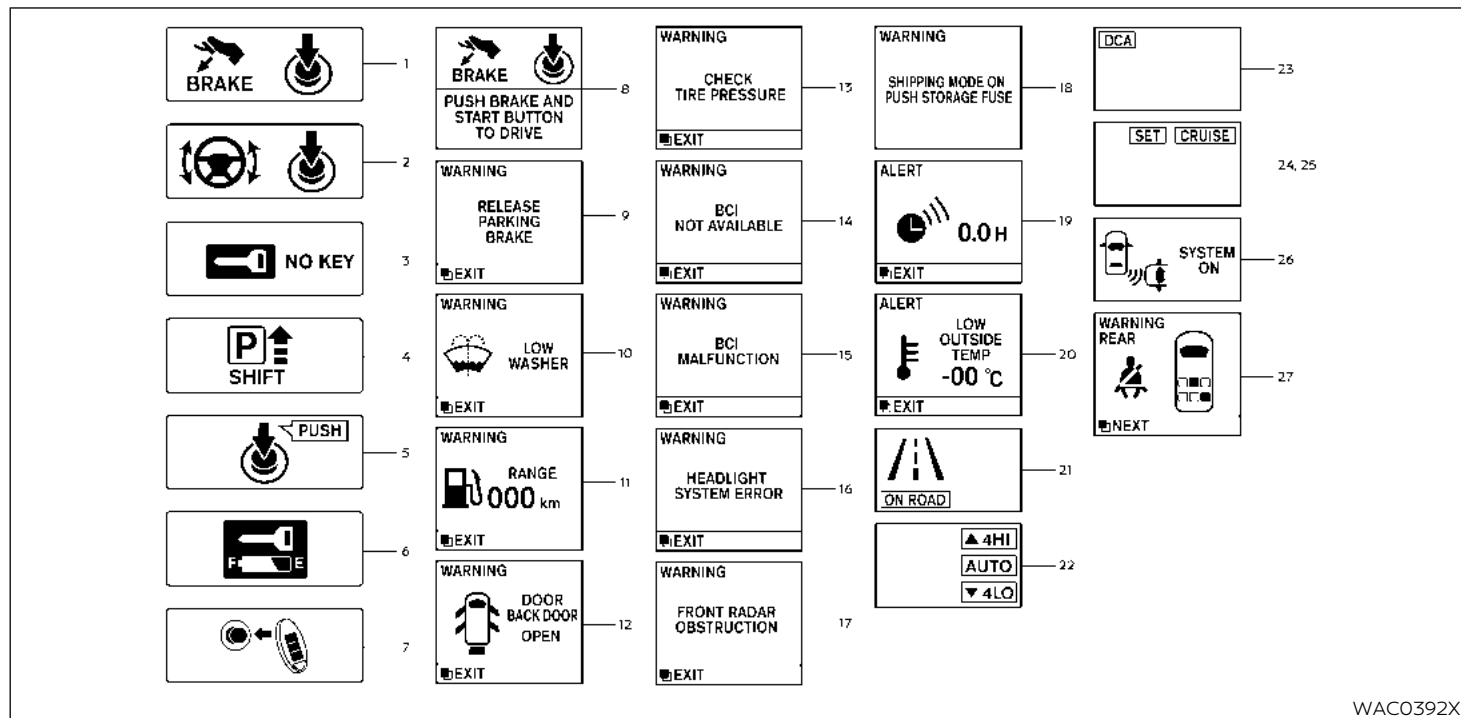 BRAKE
1
2
NO KEY
3
P
SHIFT
4
PUSH
5
F
E
6
7
BRAKE
PUSH BRAKE AND
START BUTTON
TO DRIVE
8
WARNING
RELEASE
PARKING
BRAKE
EXIT
9
WARNING
LOW
WASHER
EXIT
10
WARNING
RANGE
000 km
EXIT
11
WARNING
DOOR
BACK DOOR
OPEN
EXIT
12
WARNING
CHECK
TIRE PRESSURE
EXIT
13
WARNING
BCI
NOT AVAILABLE
EXIT
14
WARNING
BCI
MALFUNCTION
EXIT
15
WARNING
HEADLIGHT
SYSTEM ERROR
EXIT
16
WARNING
FRONT RADAR
OBSTRUCTION
EXIT
17
WARNING
SHIPPING MODE ON
PUSH STORAGE FUSE
18
ALERT
0.0 H
EXIT
19
ALERT
LOW
OUTSIDE
TEMP
-00 °C
EXIT
20
ON ROAD
21
▲ 4HI
AUTO
▼ 4LO
22
DCA
23
SET CRUISE
24, 25
SYSTEM
ON
26
WARNING
REAR
NEXT
27
WAC0392X